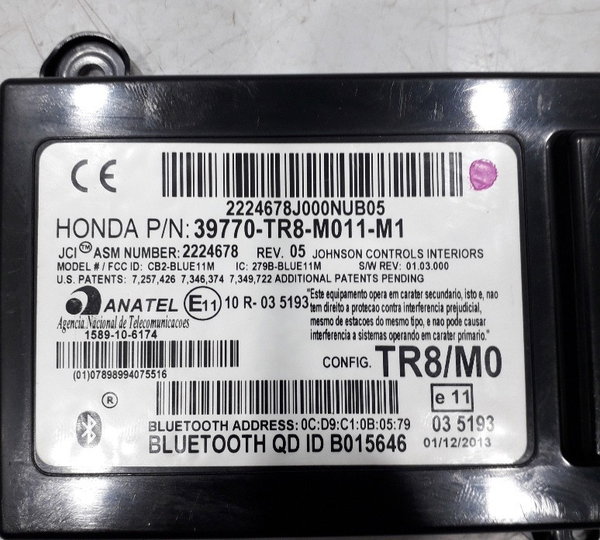 CE
2224678J000NUB05
HONDA P/N: 39770-TR8-M011-M1
JCI™ ASM NUMBER: 2224678 REV. 05 JOHNSON CONTROLS INTERIORS
MODEL # / FCC ID: CB2-BLUE11M IC: 279B-BLUE11M S/W REV: 01.03.000
U.S. PATENTS: 7,257,426 7,346,374 7,349,722 ADDITIONAL PATENTS PENDING
ANATEL E11 10 R- 03 5193
Agencia Nacional de Telecomunicacoes
1589-10-6174
(01)07898994075516
"Este equipamento opera em carater secundario, isto e, nao
tem direito a protecao contra interferencia prejudicial,
mesmo de estacoes do mesmo tipo, e nao pode causar
interferencia a sistemas operando em carater primario."
CONFIG. TR8/M0
®
e 11
BLUETOOTH ADDRESS: 0C:D9:C1:0B:05:79 03 5193
BLUETOOTH QD ID B015646 01/12/2013